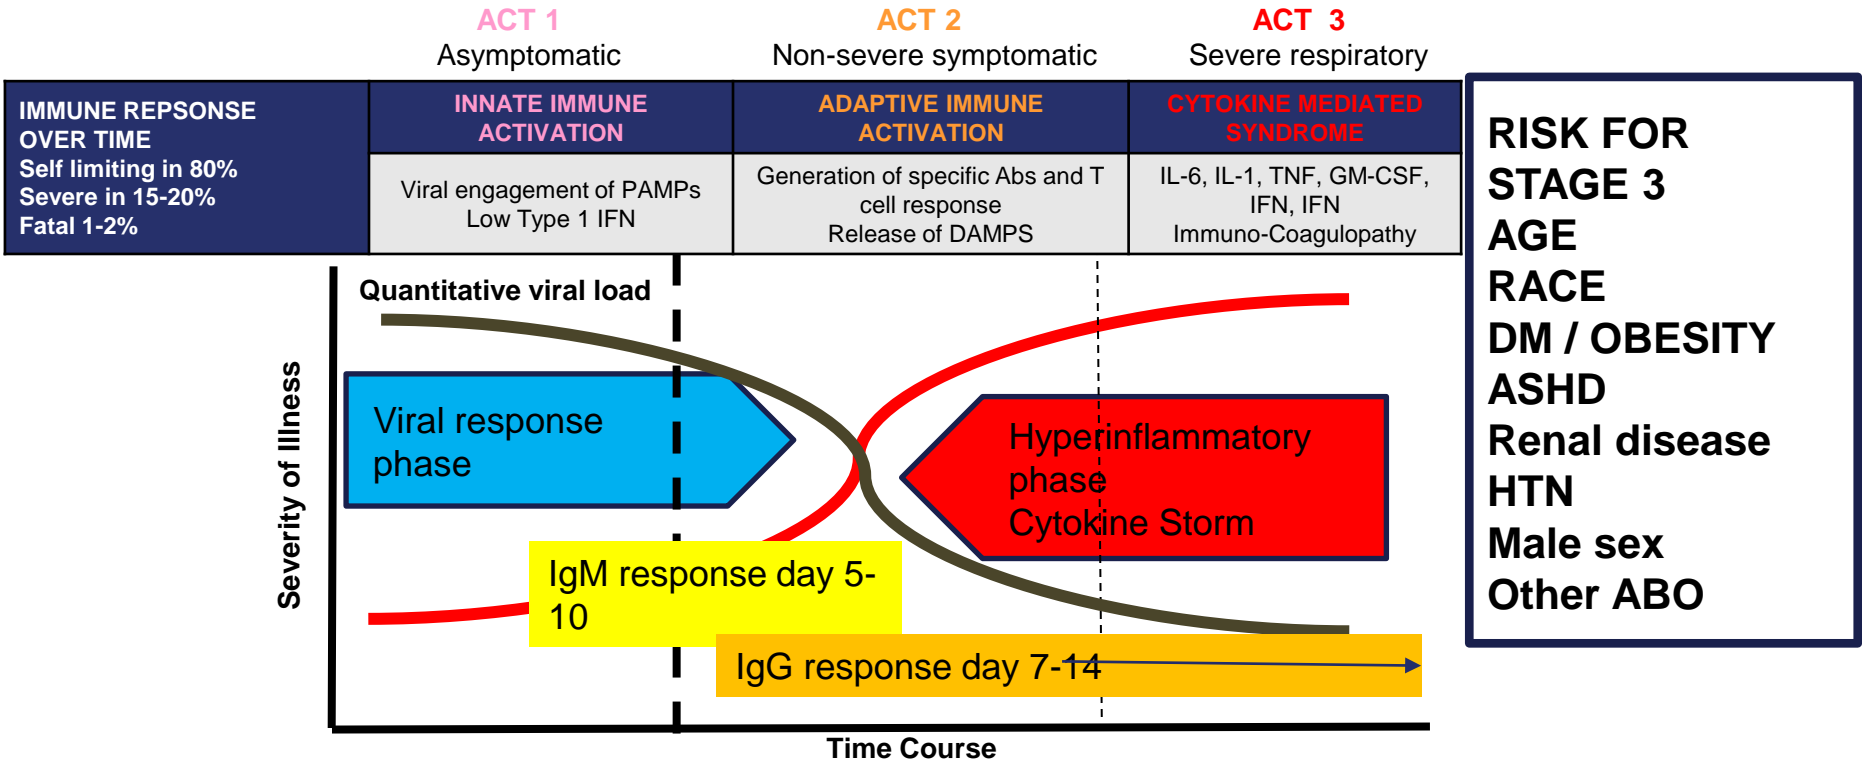 ACT 1
Asymptomatic
ACT 2
Non-severe symptomatic
ACT 3
Severe respiratory
IMMUNE REPSONSE
OVER TIME
Self limiting in 80%
Severe in 15-20%
Fatal 1-2%
INNATE IMMUNE
ACTIVATION
ADAPTIVE IMMUNE
ACTIVATION
CYTOKINE MEDIATED
SYNDROME
Viral engagement of PAMPs
Low Type 1 IFN
Generation of specific Abs and T
cell response
Release of DAMPS
IL-6, IL-1, TNF, GM-CSF,
IFN, IFN
Immuno-Coagulopathy
RISK FOR
STAGE 3
AGE
RACE
DM / OBESITY
ASHD
Renal disease
HTN
Male sex
Other ABO
Quantitative viral load
Severity of Illness
Viral response
phase
Hyperinflammatory
phase
Cytokine Storm
IgM response day 5-
10
IgG response day 7-14
Time Course